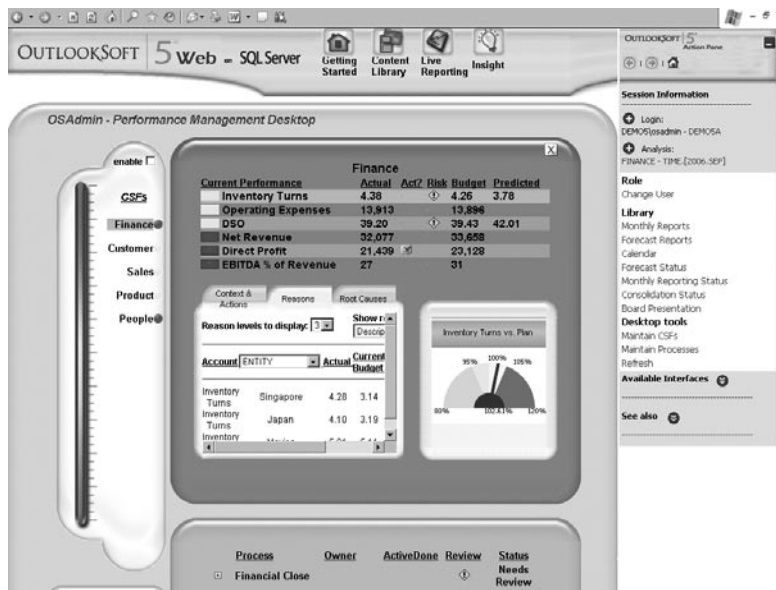 OUTLOOKSOFT 5 Web - SQL Server
Getting Started
Content Library
Live Reporting
Insight
OUTLOOKSOFT 5
Action Pane
OSAdmin - Performance Management Desktop
enable
CSFs
Finance
Customer
Sales
Product
People
Finance
Current Performance Actual Act? Risk Budget Predicted
Inventory Turns 4.38 4.26 3.78
Operating Expenses 13,913 13,896
DSO 39.20 39.43 42.01
Net Revenue 32,077 33,658
Direct Profit 21,439 23,128
EBITDA % of Revenue 27 31
Context & Actions
Reasons
Root Causes
Reason levels to display: 3
Descrip
Account ENTITY Actual Current Budget
Inventory Turns Singapore 4.28 3.14
Inventory Turns Japan 4.10 3.19
Inventory
Inventory Turns vs. Plan
95% 100% 105%
80% 102.61% 120%
Process Owner ActiveDone Review Status
Financial Close Needs Review
Session Information
Login:
DEMO5\osadmin - DEMOSA
Analysis:
FINANCE - TIME.[2006.SEP]
Role
Change User
Library
Monthly Reports
Forecast Reports
Calendar
Forecast Status
Monthly Reporting Status
Consolidation Status
Board Presentation
Desktop tools
Maintain CSFs
Maintain Processes
Refresh
Available Interfaces
See also